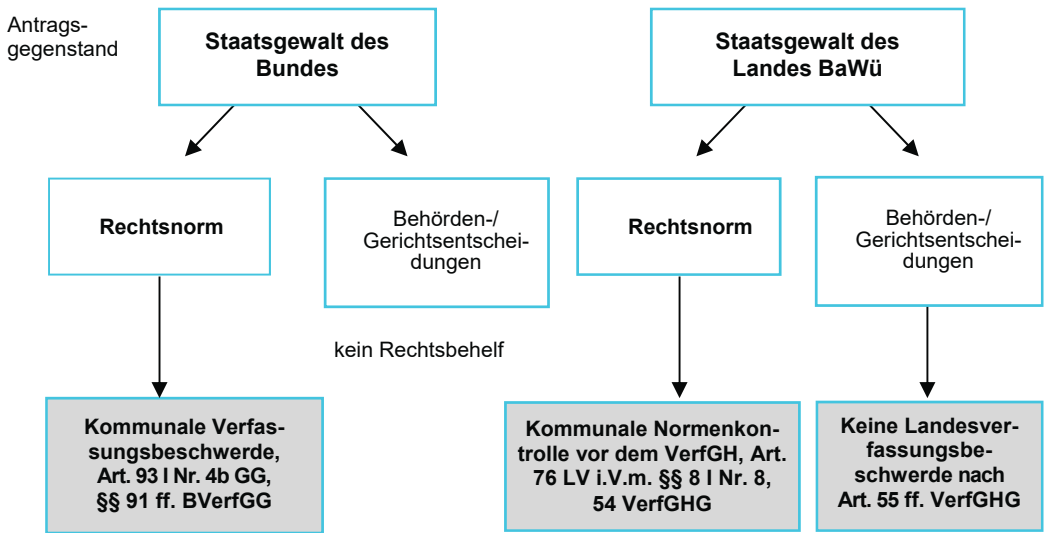 Antrags-
gegenstand
Staatsgewalt des
Bundes
Staatsgewalt des
Landes BaWü
Rechtsnorm
Behörden-/
Gerichtsentschei-
dungen
Rechtsnorm
Behörden-/
Gerichtsentschei-
dungen
kein Rechtsbehelf
Kommunale Verfas-
sungsbeschwerde,
Art. 93 I Nr. 4b GG,
§§ 91 ff. BVerfGG
Kommunale Normenkon-
trolle vor dem VerfGH, Art.
76 LV i.V.m. §§ 8 I Nr. 8,
54 VerfGHG
Keine Landesver-
fassungsbe-
schwerde nach
Art. 55 ff. VerfGHG